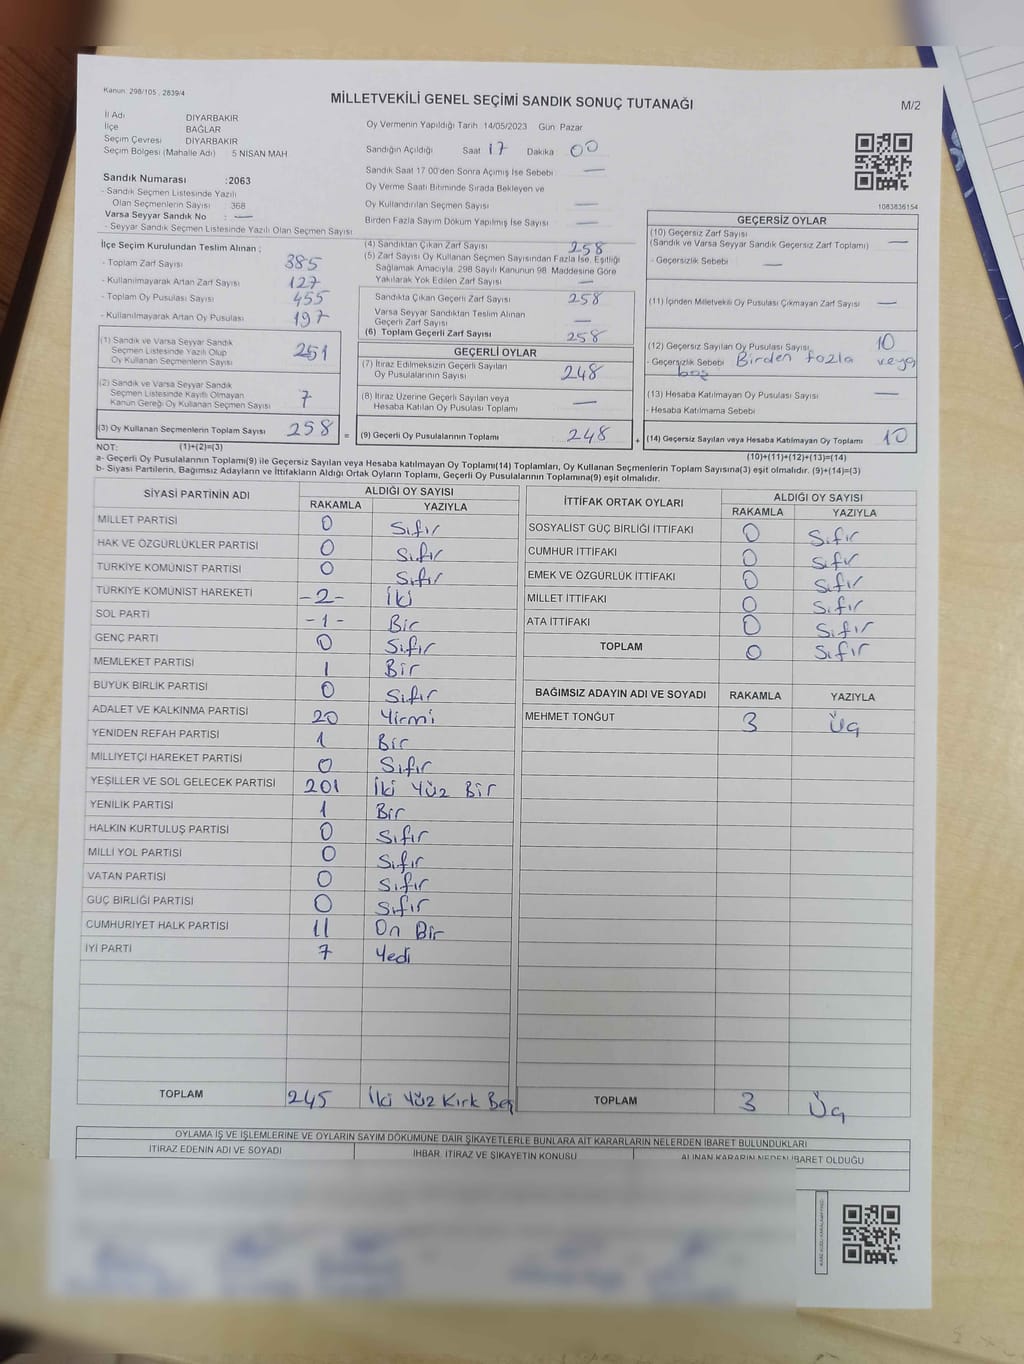 Kanun. 298/105 , 2839/4
MİLLETVEKİLİ GENEL SEÇİMİ SANDIK SONUÇ TUTANAĞI
M/2
İl Adı DİYARBAKIR
İlçe BAĞLAR
Seçim Çevresi DİYARBAKIR
Seçim Bölgesi (Mahalle Adı) 5 NİSAN MAH
Oy Vermenin Yapıldığı Tarih 14/05/2023 Gün Pazar
Sandığın Açıldığı Saat 17 Dakika 00
Sandık Saat 17.00'den Sonra Açılmış İse Sebebi —
Oy Verme Saati Bitiminde Sırada Bekleyen ve
Oy Kullandırılan Seçmen Sayısı —
Birden Fazla Sayım Döküm Yapılmış İse Sayısı —
1083836154
Sandık Numarası :2063
- Sandık Seçmen Listesinde Yazılı
Olan Seçmenlerin Sayısı 368
Varsa Seyyar Sandık No : —
- Seyyar Sandık Seçmen Listesinde Yazılı Olan Seçmen Sayısı
İlçe Seçim Kurulundan Teslim Alınan ;
- Toplam Zarf Sayısı 385
- Kullanılmayarak Artan Zarf Sayısı 127
- Toplam Oy Pusulası Sayısı 455
- Kullanılmayarak Artan Oy Pusulası 197
(1) Sandık ve Varsa Seyyar Sandık
Seçmen Listesinde Yazılı Olup
Oy Kullanan Seçmenlerin Sayısı 251
(2) Sandık ve Varsa Seyyar Sandık
Seçmen Listesinde Kayıtlı Olmayan
Kanun Gereği Oy Kullanan Seçmen Sayısı 7
(3) Oy Kullanan Seçmenlerin Toplam Sayısı 258
=
(4) Sandıktan Çıkan Zarf Sayısı 258
(5) Zarf Sayısı Oy Kullanan Seçmen Sayısından Fazla İse, Eşitliği
Sağlamak Amacıyla, 298 Sayılı Kanunun 98. Maddesine Göre
Yakılarak Yok Edilen Zarf Sayısı —
Sandıkta Çıkan Geçerli Zarf Sayısı 258
Varsa Seyyar Sandıktan Teslim Alınan
Geçerli Zarf Sayısı —
(6) Toplam Geçerli Zarf Sayısı 258
GEÇERLİ OYLAR
(7) İtiraz Edilmeksizin Geçerli Sayılan
Oy Pusulalarının Sayısı 248
(8) İtiraz Üzerine Geçerli Sayılan veya
Hesaba Katılan Oy Pusulası Toplamı —
(9) Geçerli Oy Pusulalarının Toplamı 248
+
GEÇERSİZ OYLAR
(10) Geçersiz Zarf Sayısı
(Sandık ve Varsa Seyyar Sandık Geçersiz Zarf Toplamı) —
- Geçersizlik Sebebi —
(11) İçinden Milletvekili Oy Pusulası Çıkmayan Zarf Sayısı —
(12) Geçersiz Sayılan Oy Pusulası Sayısı 10
- Geçersizlik Sebebi Birden fazla veya
boş
(13) Hesaba Katılmayan Oy Pusulası Sayısı —
- Hesaba Katılmama Sebebi
(14) Geçersiz Sayılan veya Hesaba Katılmayan Oy Toplamı 10
NOT: (1)+(2)=(3)
(10)+(11)+(12)+(13)=(14)
a- Geçerli Oy Pusulaları Toplamı(9) ile Geçersiz Sayılan veya Hesaba katılmayan Oy Toplamı(14) Toplamları, Oy Kullanan Seçmenlerin Toplam Sayısına(3) eşit olmalıdır. (9)+(14)=(3)
b- Siyasi Partilerin, Bağımsız Adayların ve İttifakların Aldığı Ortak Oyların Toplamı, Geçerli Oy Pusulalarının Toplamına(9) eşit olmalıdır.
SİYASİ PARTİNİN ADI ALDIĞI OY SAYISI
RAKAMLA YAZIYLA
MİLLET PARTİSİ 0 Sıfır
HAK VE ÖZGÜRLÜKLER PARTİSİ 0 Sıfır
TÜRKİYE KOMÜNİST PARTİSİ 0 Sıfır
TÜRKİYE KOMÜNİST HAREKETİ -2- İki
SOL PARTİ -1- Bir
GENÇ PARTİ 0 Sıfır
MEMLEKET PARTİSİ 1 Bir
BÜYÜK BİRLİK PARTİSİ 0 Sıfır
ADALET VE KALKINMA PARTİSİ 20 Yirmi
YENİDEN REFAH PARTİSİ 1 Bir
MİLLİYETÇİ HAREKET PARTİSİ 0 Sıfır
YEŞİLLER VE SOL GELECEK PARTİSİ 201 İki Yüz Bir
YENİLİK PARTİSİ 1 Bir
HALKIN KURTULUŞ PARTİSİ 0 Sıfır
MİLLİ YOL PARTİSİ 0 Sıfır
VATAN PARTİSİ 0 Sıfır
GÜÇ BİRLİĞİ PARTİSİ 0 Sıfır
CUMHURİYET HALK PARTİSİ 11 On Bir
İYİ PARTİ 7 Yedi
TOPLAM 245 İki Yüz Kırk Beş
İTTİFAK ORTAK OYLARI ALDIĞI OY SAYISI
RAKAMLA YAZIYLA
SOSYALİST GÜÇ BİRLİĞİ İTTİFAKI 0 Sıfır
CUMHUR İTTİFAKI 0 Sıfır
EMEK VE ÖZGÜRLÜK İTTİFAKI 0 Sıfır
MİLLET İTTİFAKI 0 Sıfır
ATA İTTİFAKI 0 Sıfır
TOPLAM 0 Sıfır
BAĞIMSIZ ADAYIN ADI VE SOYADI RAKAMLA YAZIYLA
MEHMET TONĞUT 3 Üç
TOPLAM 3 Üç
OYLAMA İŞ VE İŞLEMLERİNE VE OYLARIN SAYIM DÖKÜMÜNE DAİR ŞİKAYETLERLE BUNLARA AİT KARARLARIN NELERDEN İBARET BULUNDUKLARI
İTİRAZ EDENİN ADI VE SOYADI İHBAR, İTİRAZ VE ŞİKAYETİN KONUSU ALINAN KARARIN NEDEN İBARET OLDUĞU